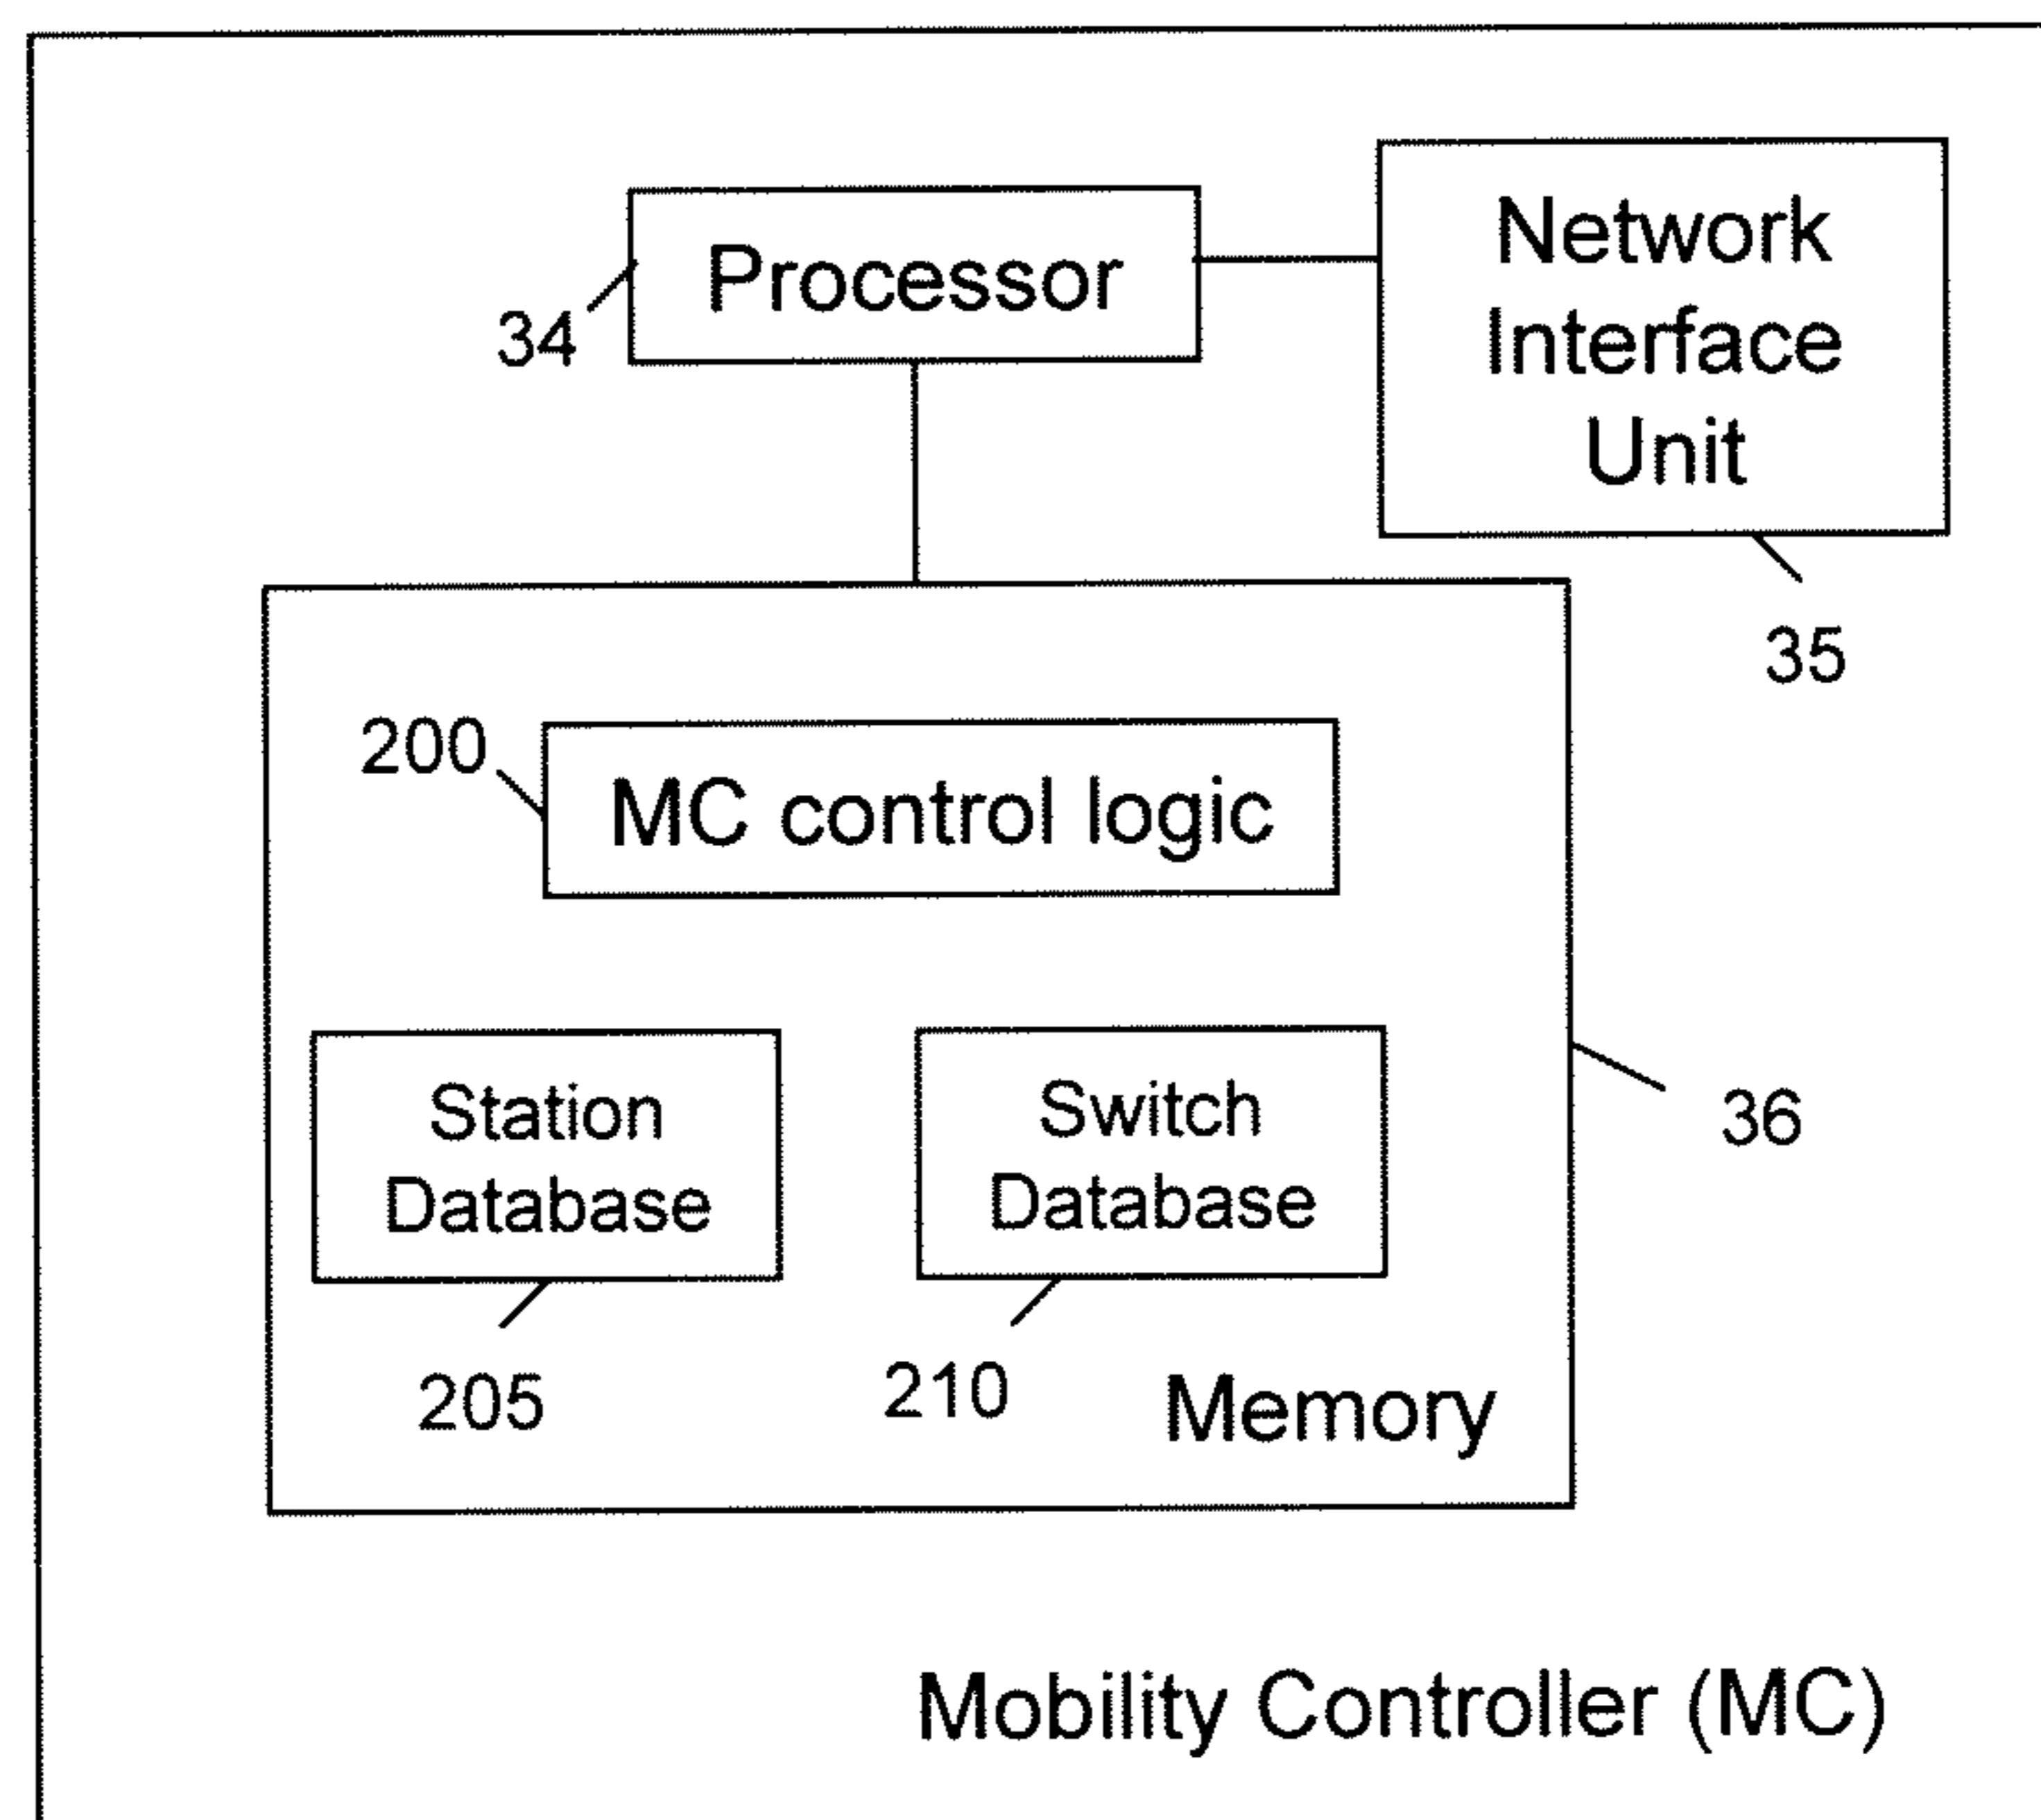 Processor
34
Network
Interface
Unit
35
200
MC control logic
Station
Database
205
Switch
Database
210
Memory
36
Mobility Controller (MC)